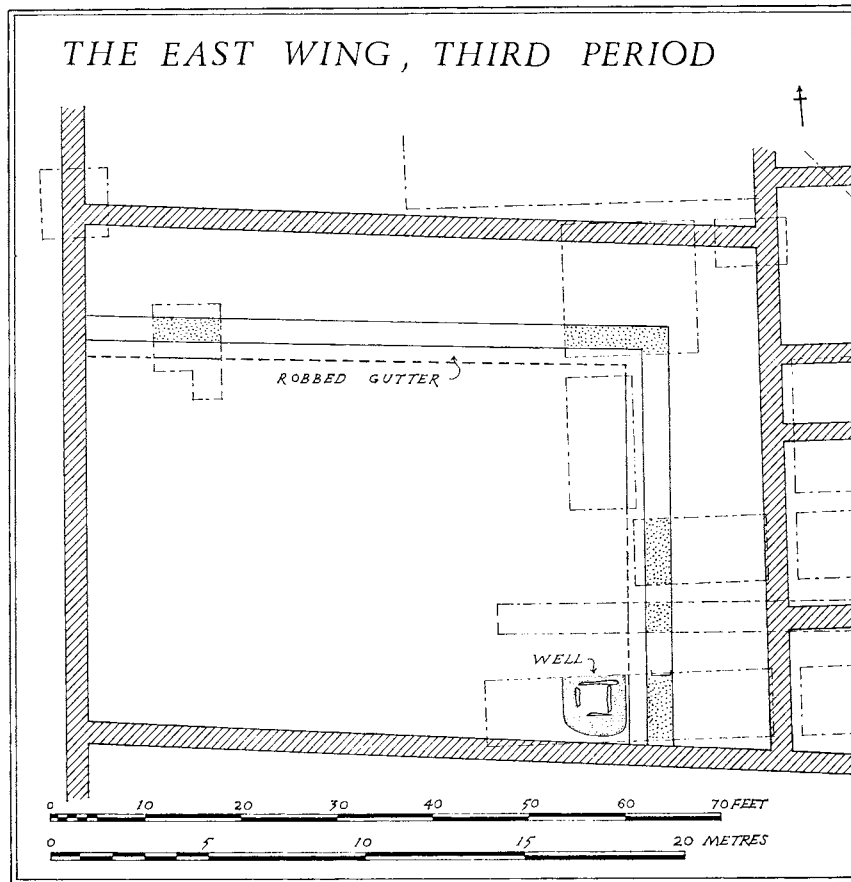 THE EAST WING, THIRD PERIOD
ROBBED GUTTER
WELL
0 10 20 30 40 50 60 70 FEET
0 5 10 15 20 METRES